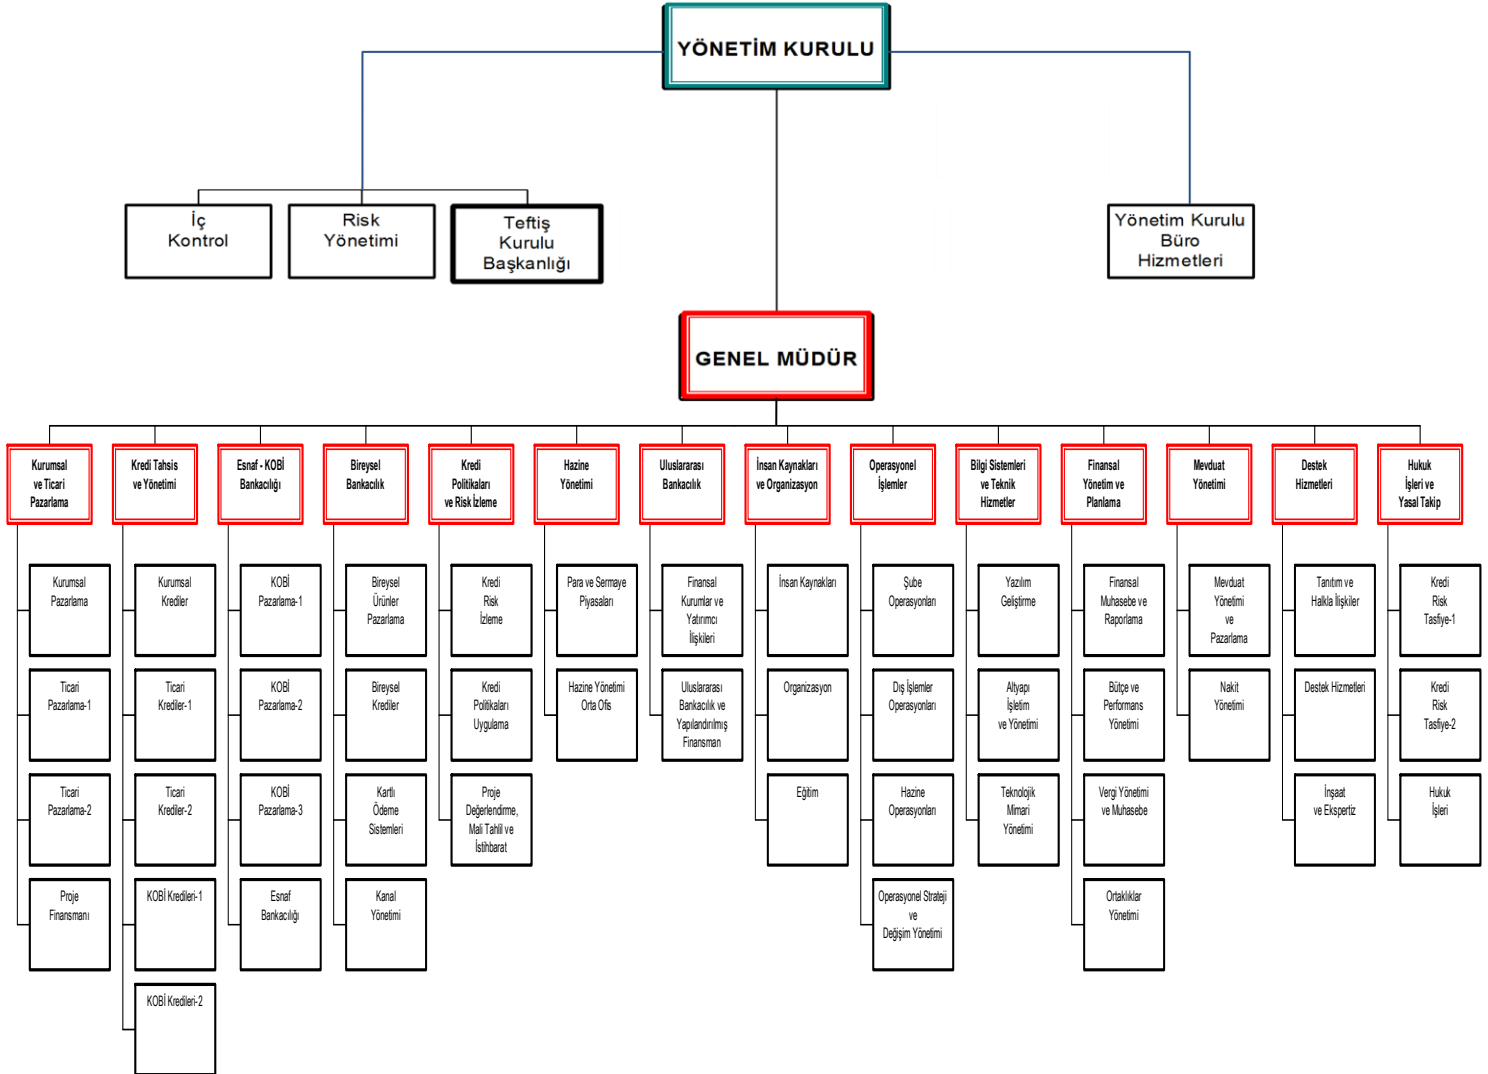 YÖNETİM KURULU
İç
Kontrol
Risk
Yönetimi
Teftiş
Kurulu
Başkanlığı
Yönetim Kurulu
Büro
Hizmetleri
GENEL MÜDÜR
Kurumsal
ve Ticari
Pazarlama
Kredi Tahsis
ve Yönetimi
Esnaf - KOBİ
Bankacılığı
Bireysel
Bankacılık
Kredi
Politikaları
ve Risk İzleme
Hazine
Yönetimi
Uluslararası
Bankacılık
İnsan Kaynakları
ve Organizasyon
Operasyonel
İşlemler
Bilgi Sistemleri
ve Teknik
Hizmetler
Finansal
Yönetim ve
Planlama
Mevduat
Yönetimi
Destek
Hizmetleri
Hukuk
İşleri ve
Yasal Takip
Kurumsal
Pazarlama
Kurumsal
Krediler
KOBİ
Pazarlama-1
Bireysel
Ürünler
Pazarlama
Kredi
Risk
İzleme
Para ve Sermaye
Piyasaları
Finansal
Kurumlar ve
Yatırımcı
İlişkileri
İnsan Kaynakları
Şube
Operasyonları
Yazılım
Geliştirme
Finansal
Muhasebe ve
Raporlama
Mevduat
Yönetimi
ve
Pazarlama
Tanıtım ve
Halkla İlişkiler
Kredi
Risk
Tasfiye-1
Ticari
Pazarlama-1
Ticari
Krediler-1
KOBİ
Pazarlama-2
Bireysel
Krediler
Kredi
Politikaları
Uygulama
Hazine Yönetimi
Orta Ofis
Uluslararası
Bankacılık ve
Yapılandırılmış
Finansman
Organizasyon
Dış İşlemler
Operasyonları
Altyapı
İşletim
ve Yönetimi
Bütçe ve
Performans
Yönetimi
Nakit
Yönetimi
Destek Hizmetleri
Kredi
Risk
Tasfiye-2
Ticari
Pazarlama-2
Ticari
Krediler-2
KOBİ
Pazarlama-3
Kartlı
Ödeme
Sistemleri
Proje
Değerlendirme,
Mali Tahlil ve
İstihbarat
Eğitim
Hazine
Operasyonları
Teknolojik
Mimari
Yönetimi
Vergi Yönetimi
ve Muhasebe
İnşaat
ve Ekspertiz
Hukuk
İşleri
Proje
Finansmanı
KOBİ Kredileri-1
Esnaf
Bankacılığı
Kanal
Yönetimi
Operasyonel Strateji
ve
Değişim Yönetimi
Ortaklıklar
Yönetimi
KOBİ Kredileri-2